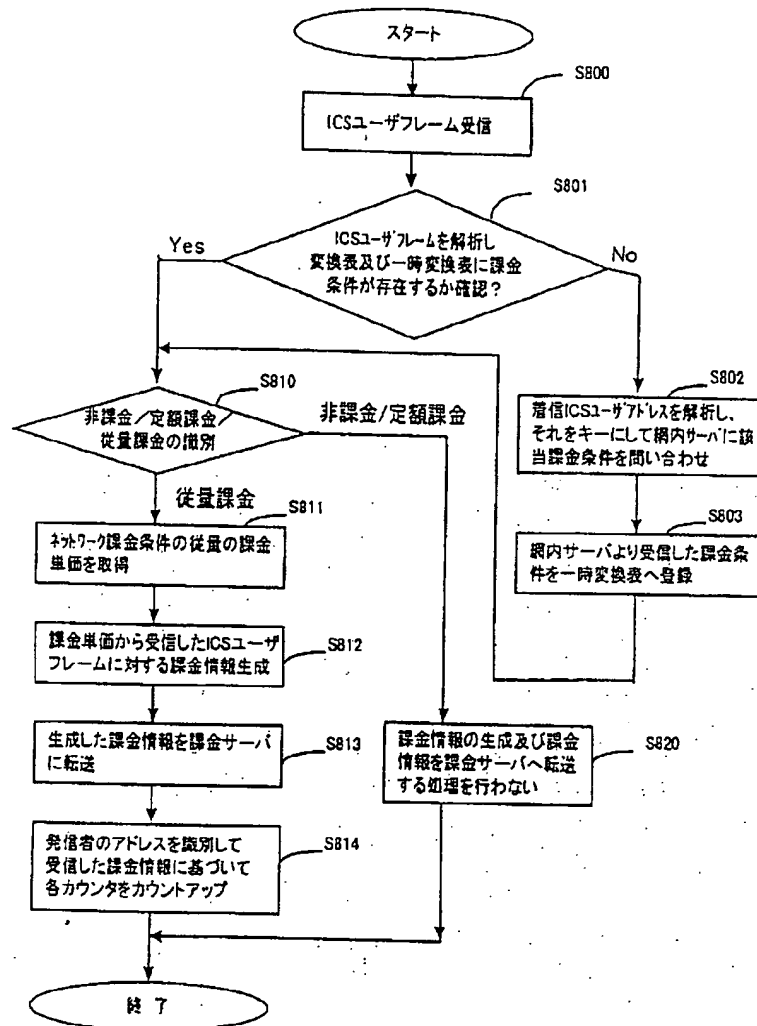 スタート
S800
ICSユーザフレーム受信
S801
ICSユーザフレームを解析し
変換表及び一時変換表に課金
条件が存在するか確認?
Yes
No
S802
着信ICSユーザアドレスを解析し、
それをキーにして網内サーバに該
当課金条件を問い合わせ
S803
網内サーバより受信した課金条
件を一時変換表へ登録
S810
非課金/定額課金/
従量課金の識別
非課金/定額課金
従量課金
S811
ネットワーク課金条件の従量の課金
単価を取得
課金単価から受信したICSユーザ
フレームに対する課金情報生成
S812
生成した課金情報を課金サーバ
に転送
S813
課金情報の生成及び課金
情報を課金サーバへ転送
する処理を行わない
S820
発信者のアドレスを識別して
受信した課金情報に基づいて
各カウンタをカウントアップ
S814
終了